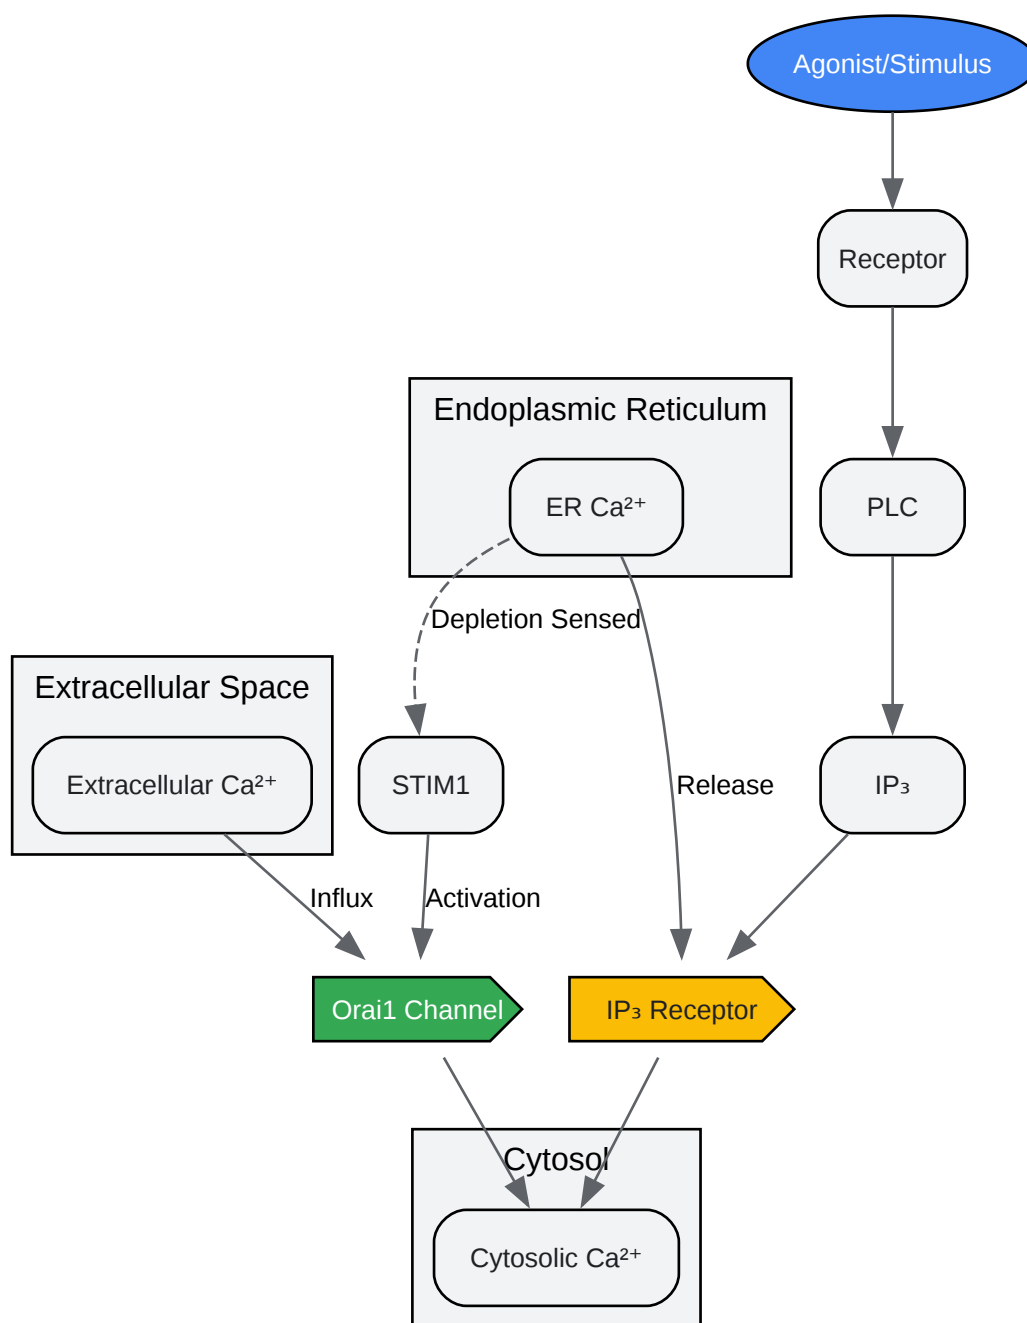 Agonist/Stimulus
Receptor
Endoplasmic Reticulum
ER Ca²⁺
PLC
Depletion Sensed
Extracellular Space
Extracellular Ca²⁺
STIM1
Release
IP₃
Influx
Activation
Orai1 Channel
IP₃ Receptor
Cytosol
Cytosolic Ca²⁺